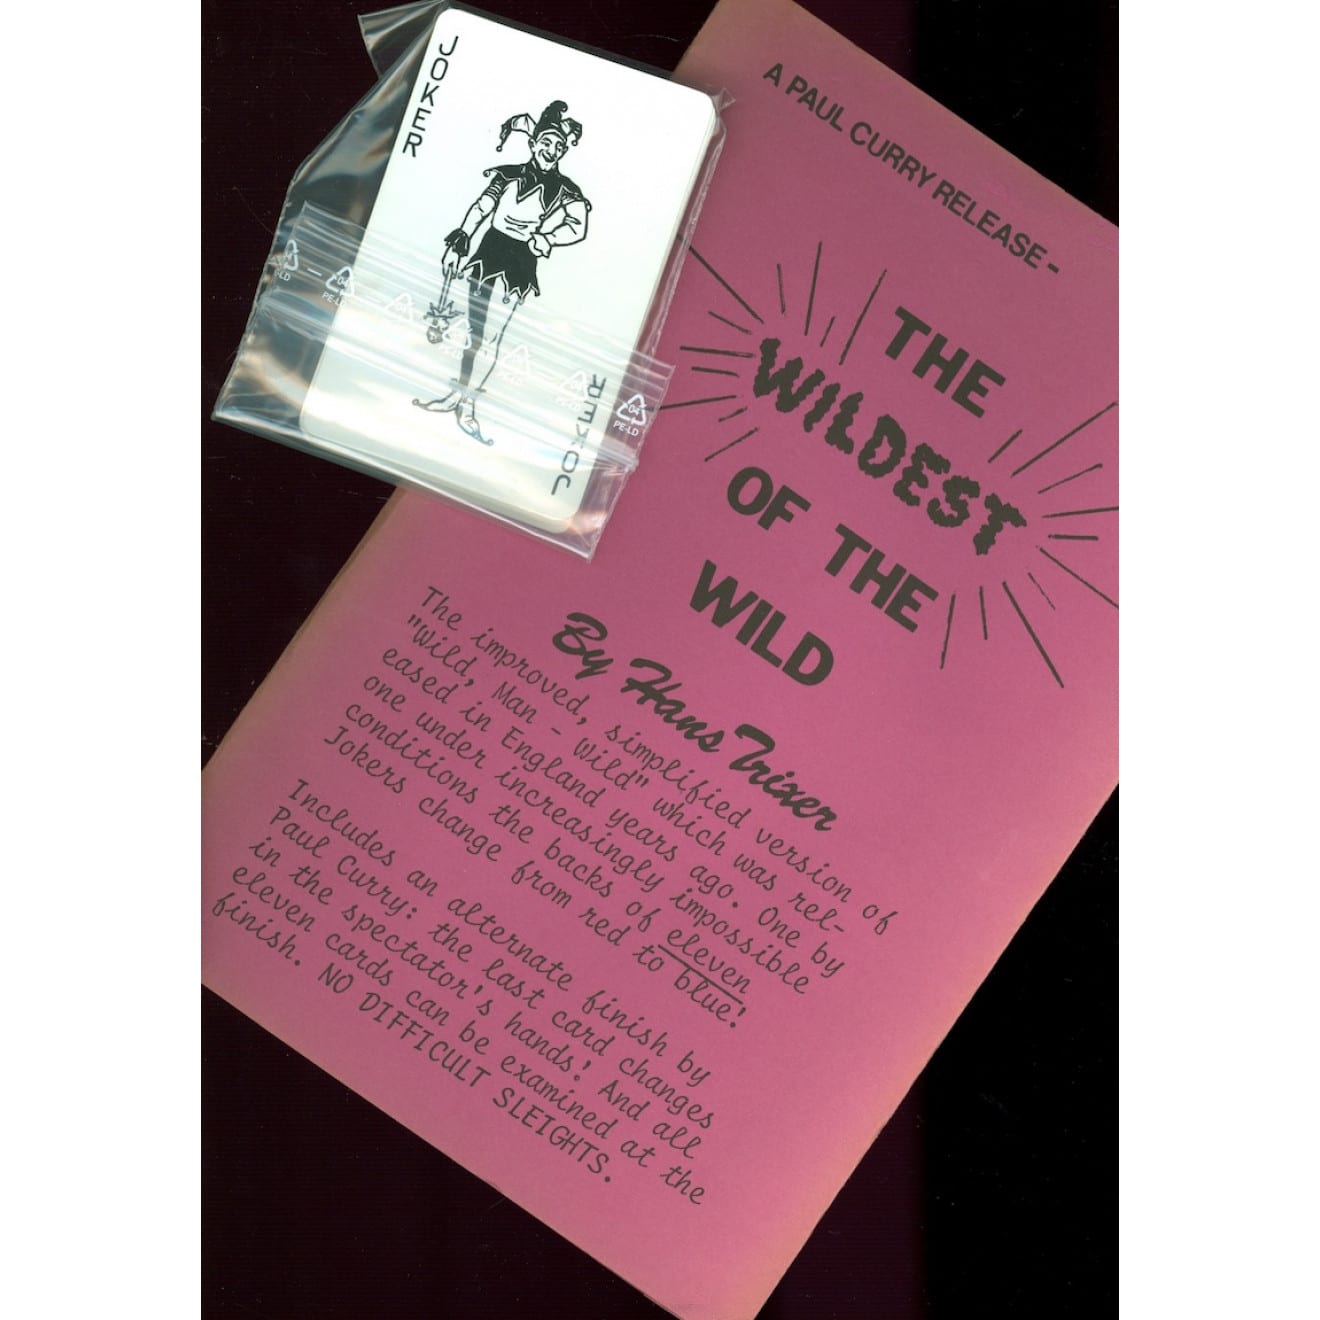 JOKER
JOKER
04
PE-LD
A PAUL CURRY RELEASE -
THE
WILDEST
OF THE
WILD
By Hans Trixer
The improved, simplified version of
"Wild, Man - Wild" which was rel-
eased in England years ago. One by
one under increasingly impossible
conditions the backs of eleven
Jokers change from red to blue!
Includes an alternate finish by
Paul Curry: the last card changes
in the spectator's hands! And all
eleven cards can be examined at the
finish. NO DIFFICULT SLEIGHTS.